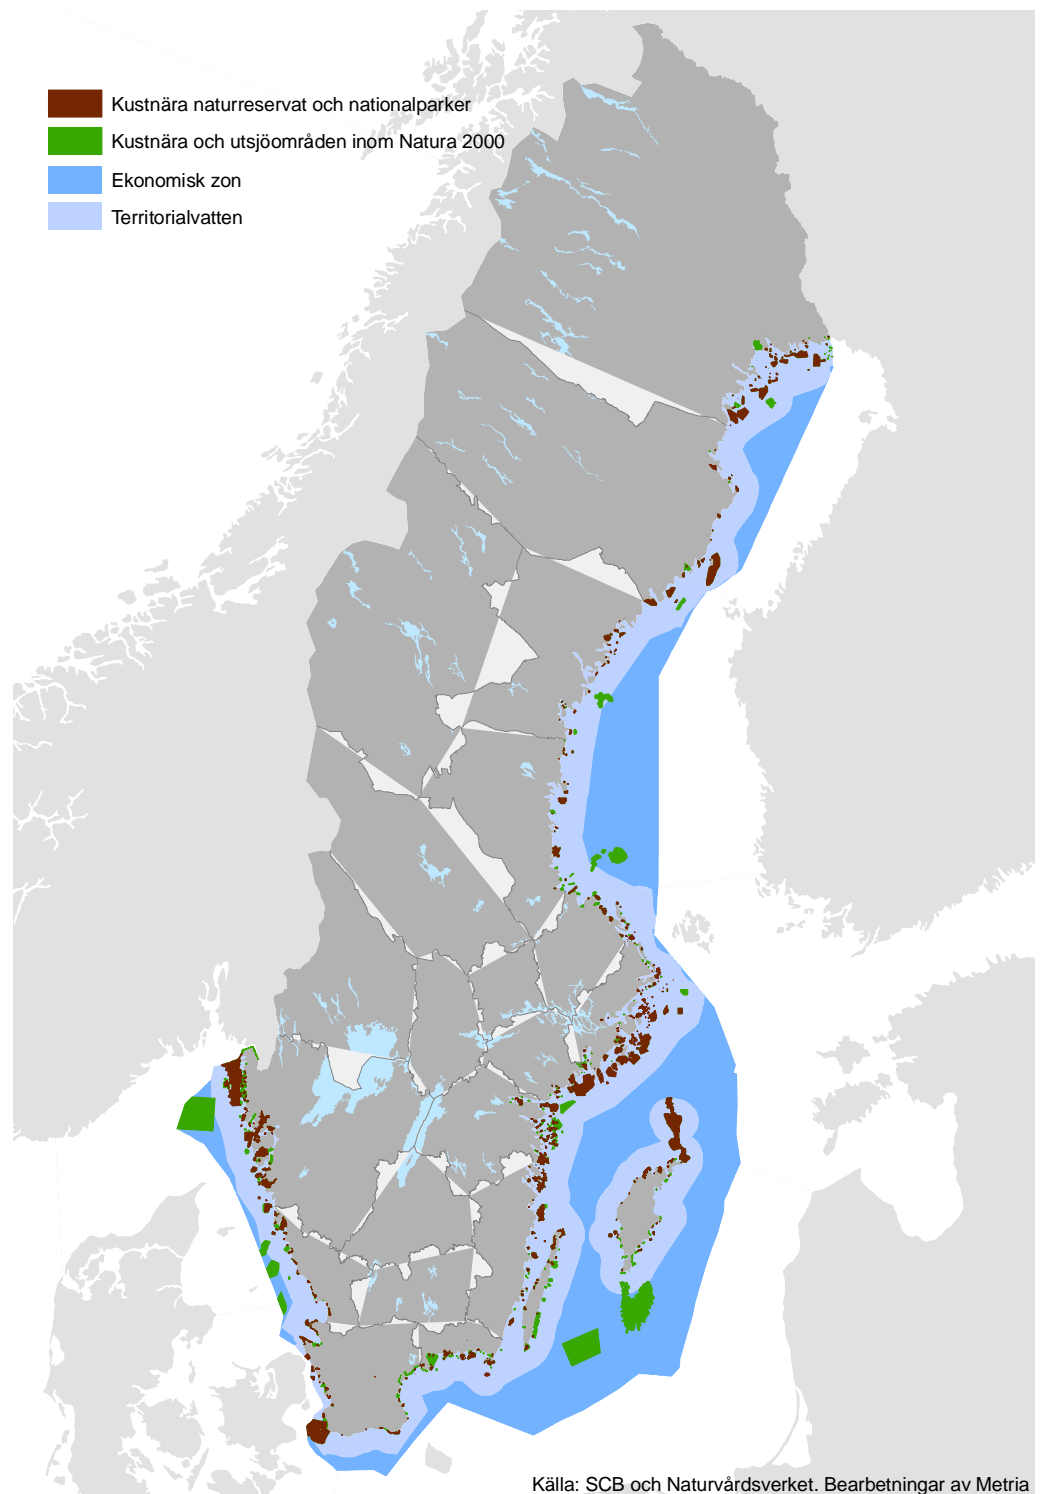 Kustnära naturreservat och nationalparker
Kustnära och utsjöområden inom Natura 2000
Ekonomisk zon
Territorialvatten
Källa: SCB och Naturvårdsverket. Bearbetningar av Metria